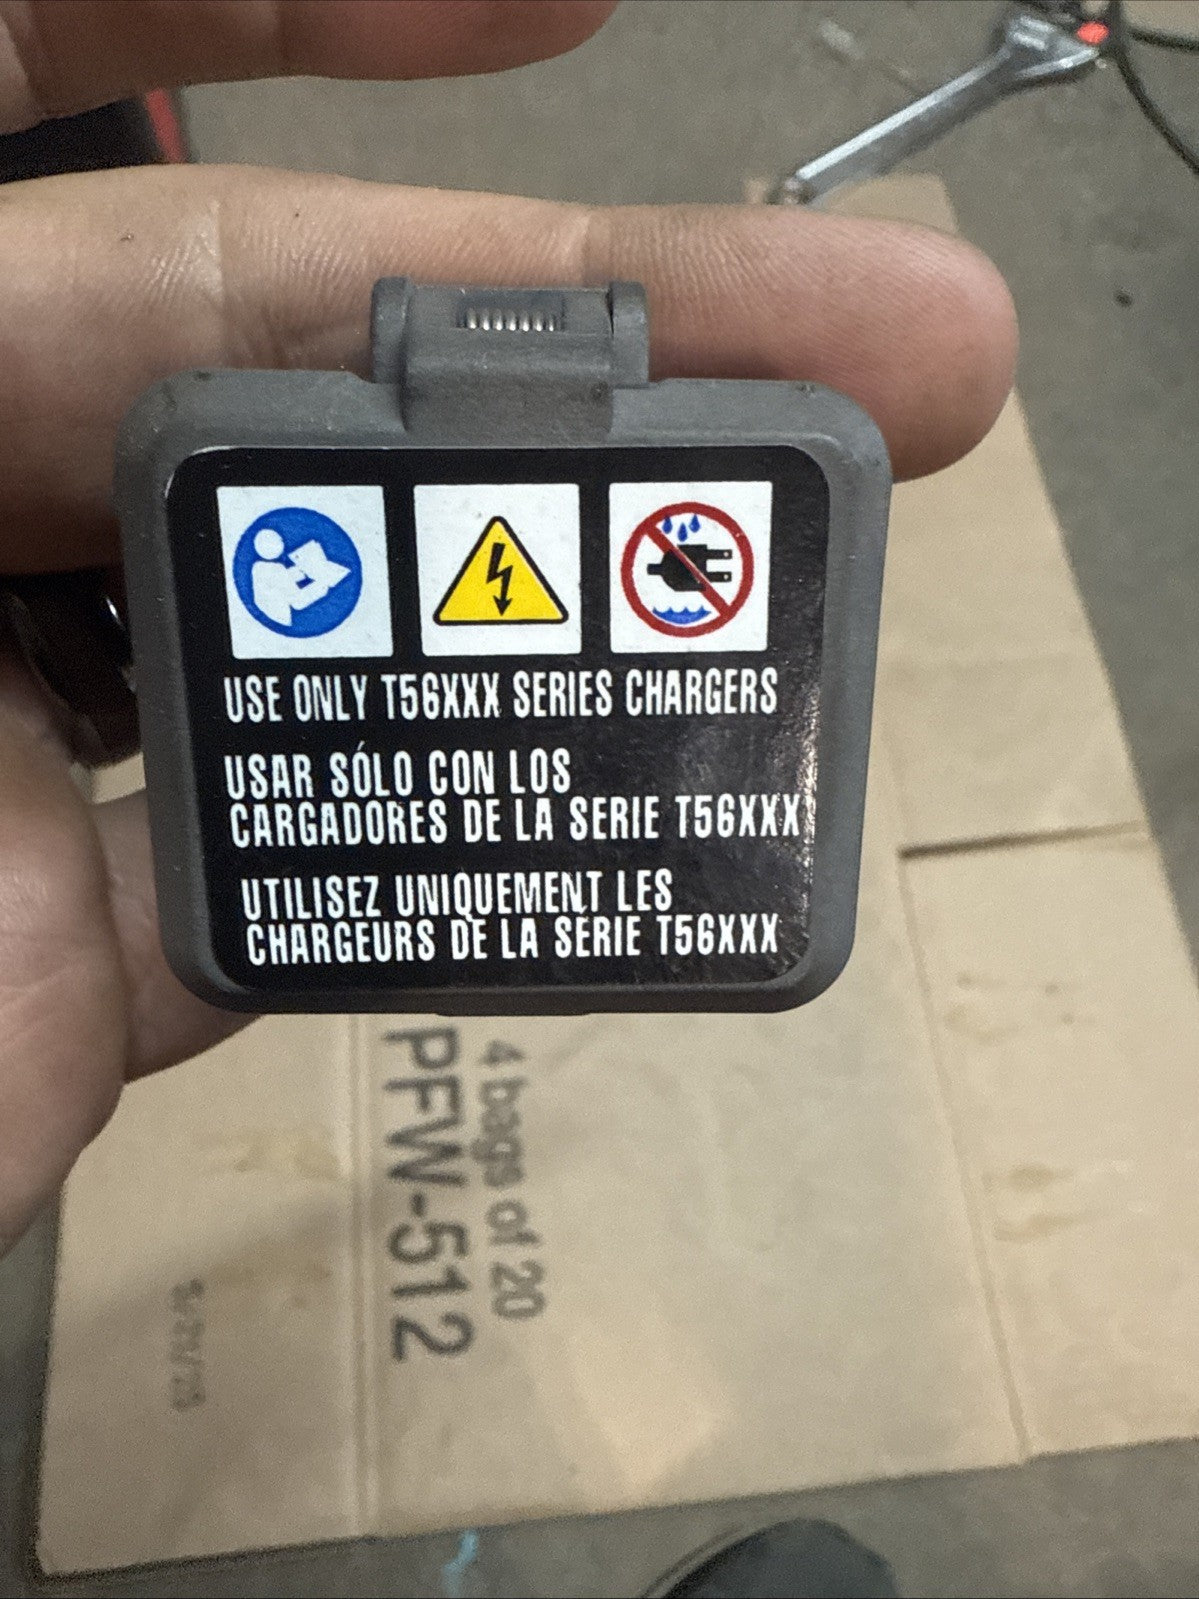 USE ONLY T56XXX SERIES CHARGERS
USAR SÓLO CON LOS
CARGADORES DE LA SERIE T56XXX
UTILISEZ UNIQUEMENT LES
CHARGEURS DE LA SÉRIE T56XXX
4 bags of 20
PFW-512